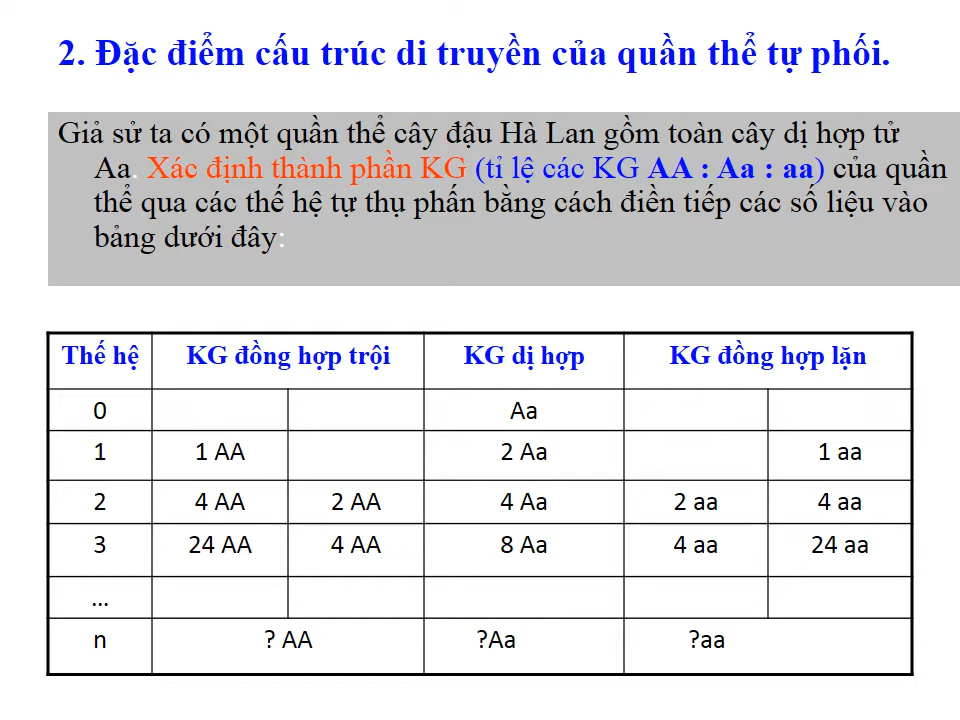 2. Đặc điểm cấu trúc di truyền của quần thể tự phối.
Giả sử ta có một quần thể cây đậu Hà Lan gồm toàn cây dị hợp tử
Aa. Xác định thành phần KG (tỉ lệ các KG AA : Aa : aa) của quần
thể qua các thế hệ tự thụ phấn bằng cách điền tiếp các số liệu vào
bảng dưới đây:
Thế hệ KG đồng hợp trội KG dị hợp KG đồng hợp lặn
0 Aa
1 1 AA 2 Aa 1 aa
2 4 AA 2 AA 4 Aa 2 aa 4 aa
3 24 AA 4 AA 8 Aa 4 aa 24 aa
...
n ? AA ?Aa ?aa